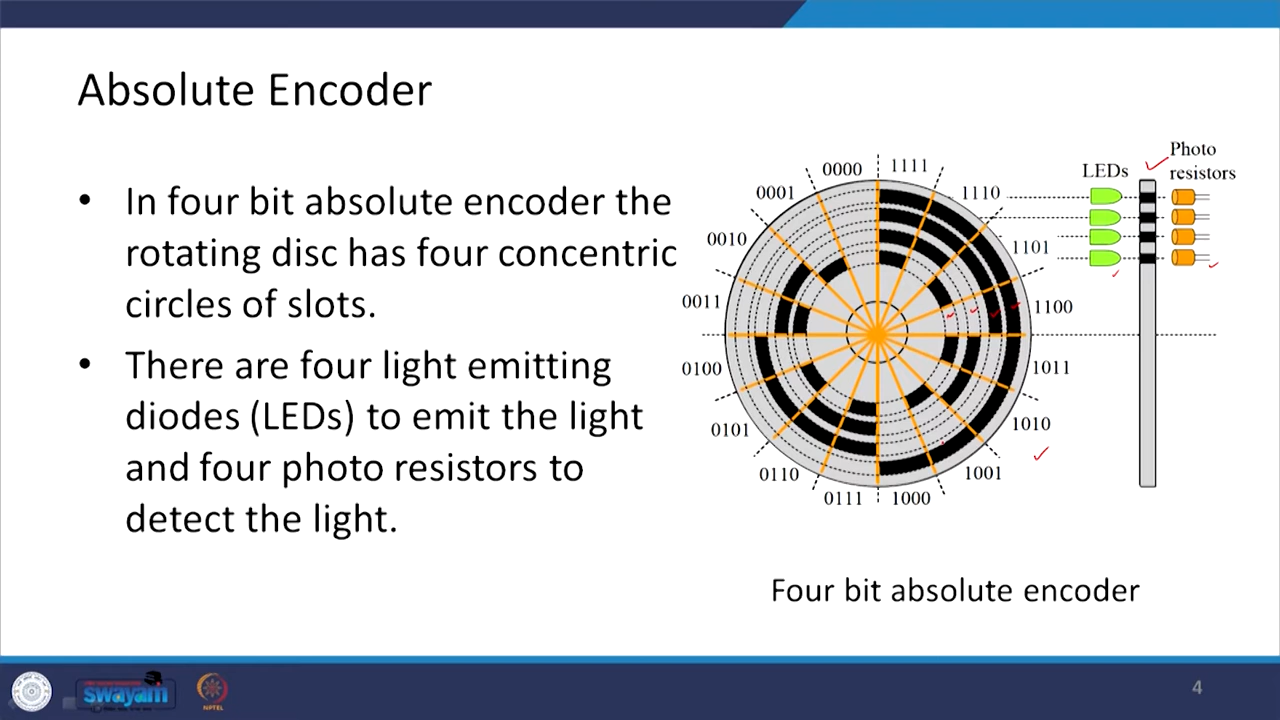 Absolute Encoder
• In four bit absolute encoder the
rotating disc has four concentric
circles of slots.
• There are four light emitting
diodes (LEDs) to emit the light
and four photo resistors to
detect the light.
0000
1111
0001
1110
0010
1101
0011
1100
0100
1011
0101
1010
0110
1001
0111
1000
LEDs
Photo
resistors
Four bit absolute encoder
swayam
NPTEL
4